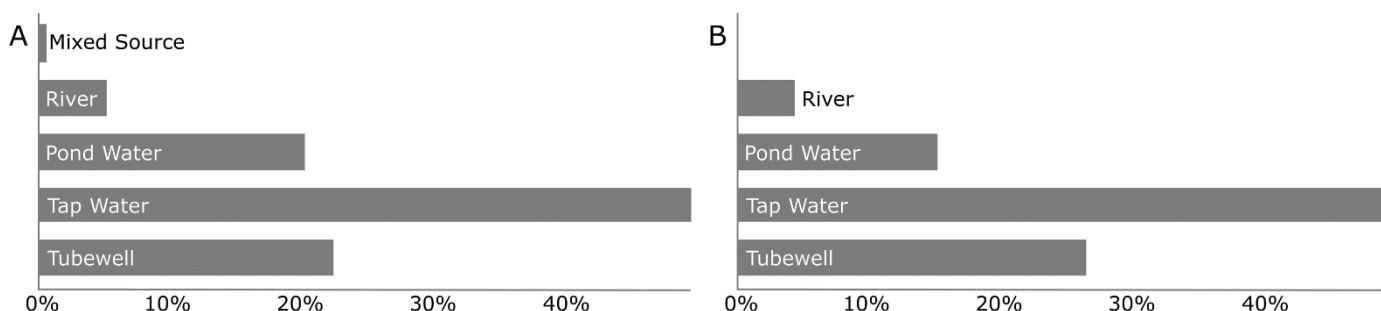 A
Mixed Source
River
Pond Water
Tap Water
Tubewell
0% 10% 20% 30% 40%
B
River
Pond Water
Tap Water
Tubewell
0% 10% 20% 30% 40%